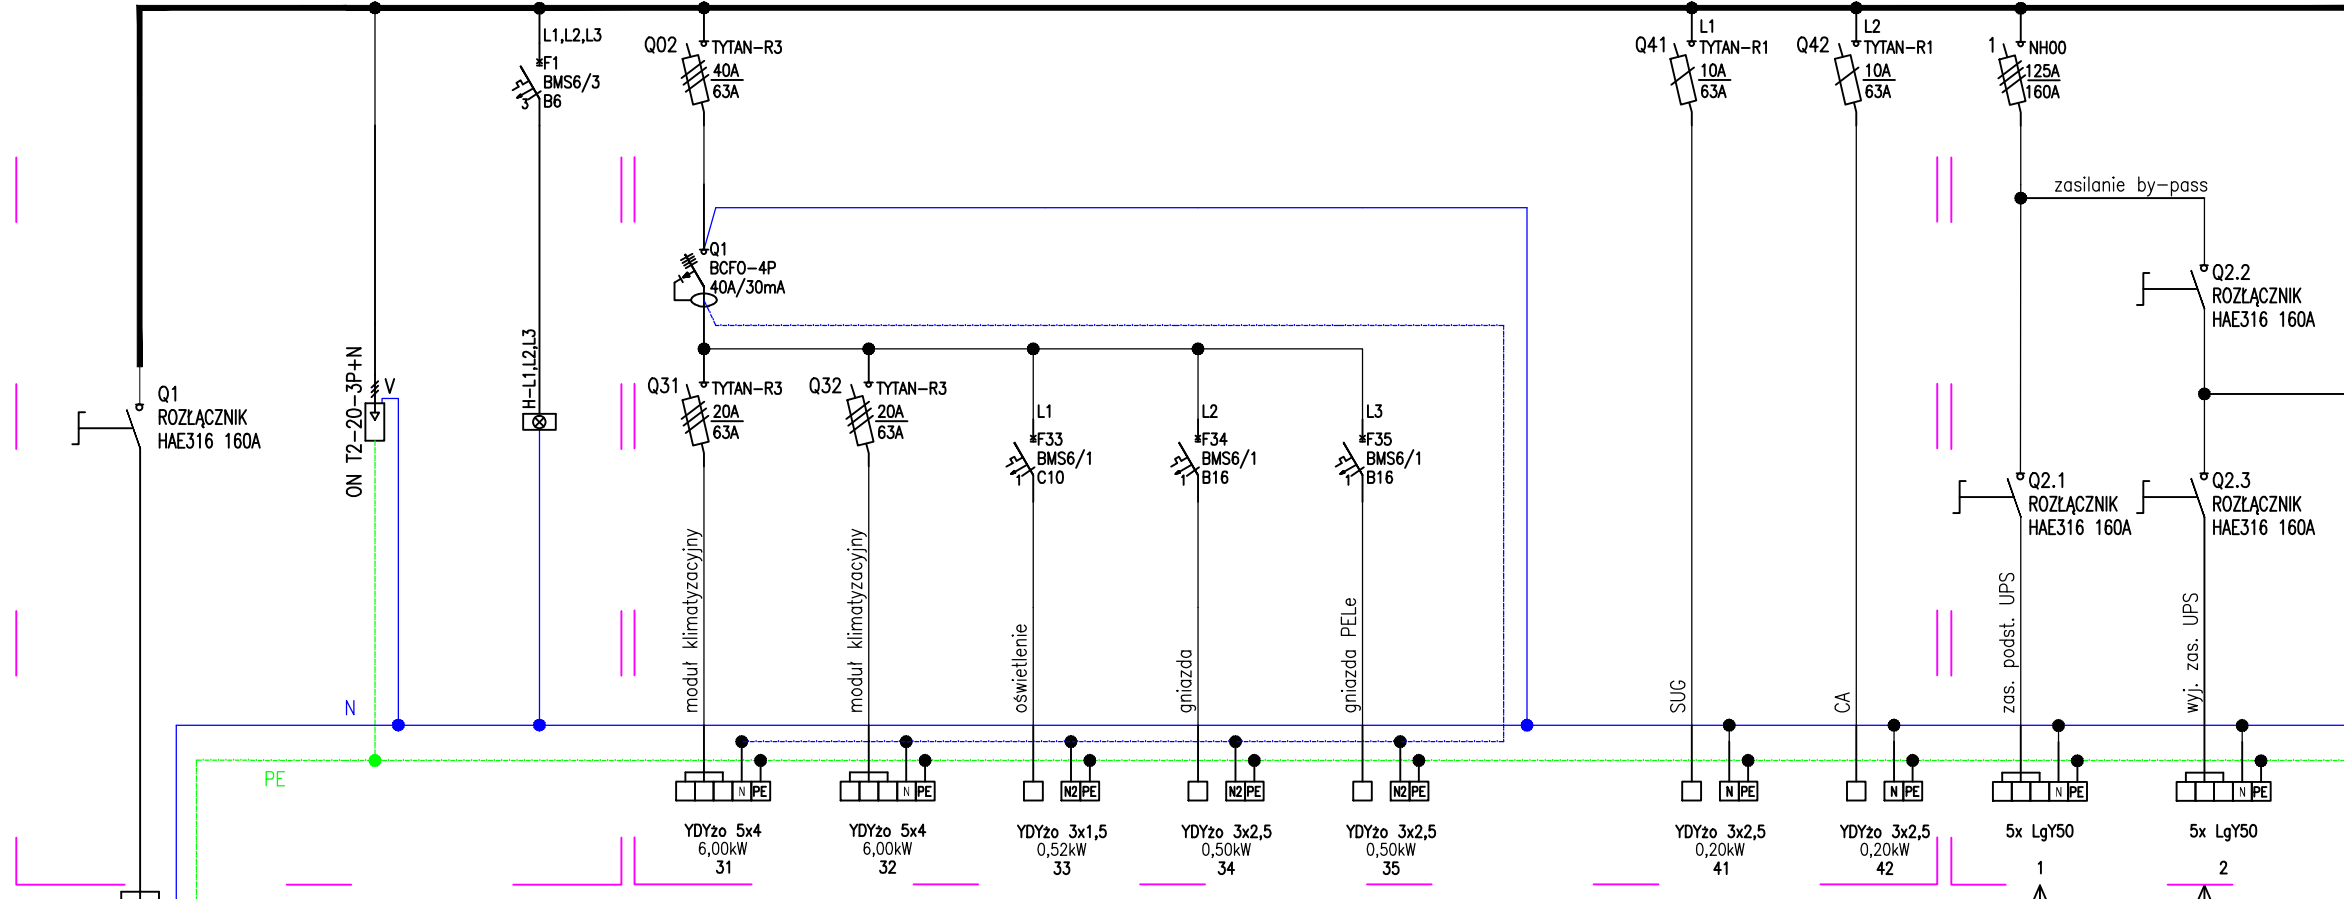 L1,L2,L3
F1
BMS6/3
B6
3
Q02
TYTAN-R3
40A
63A
Q41
L1
TYTAN-R1
10A
63A
Q42
L2
TYTAN-R1
10A
63A
1
NH00
125A
160A
zasilanie by-pass
Q1
BCFO-4P
40A/30mA
Q2.2
ROZŁĄCZNIK
HAE316 160A
Q1
ROZŁĄCZNIK
HAE316 160A
ON T2-20-3P+N
V
H-L1,L2,L3
Q31
TYTAN-R3
20A
63A
Q32
TYTAN-R3
20A
63A
L1
F33
BMS6/1
C10
1
L2
F34
BMS6/1
B16
1
L3
F35
BMS6/1
B16
1
Q2.1
ROZŁĄCZNIK
HAE316 160A
Q2.3
ROZŁĄCZNIK
HAE316 160A
moduł klimatyzacyjny
moduł klimatyzacyjny
oświetlenie
gniazda
gniazda PELe
SUG
CA
zas. podst. UPS
wyj. zas. UPS
N
PE
N PE
N PE
N2 PE
N2 PE
N2 PE
N PE
N PE
N PE
N PE
YDYżo 5x4
6,00kW
31
YDYżo 5x4
6,00kW
32
YDYżo 3x1,5
0,52kW
33
YDYżo 3x2,5
0,50kW
34
YDYżo 3x2,5
0,50kW
35
YDYżo 3x2,5
0,20kW
41
YDYżo 3x2,5
0,20kW
42
5x LgY50
1
5x LgY50
2